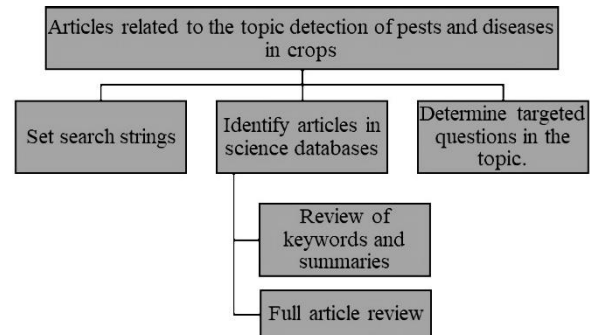 Articles related to the topic detection of pests and diseases
in crops
Set search strings
Identify articles in
science databases
Determine targeted
questions in the
topic.
Review of
keywords and
summaries
Full article review